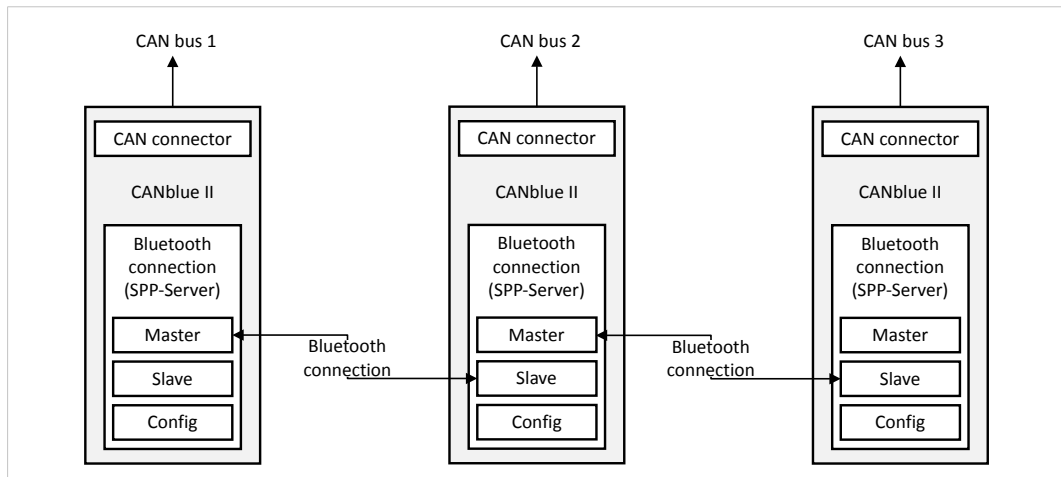 CAN bus 1
CAN connector
CANblue II
Bluetooth
connection
(SPP-Server)
Master
Slave
Config
Bluetooth
connection
CAN bus 2
CAN connector
CANblue II
Bluetooth
connection
(SPP-Server)
Master
Slave
Config
Bluetooth
connection
CAN bus 3
CAN connector
CANblue II
Bluetooth
connection
(SPP-Server)
Master
Slave
Config